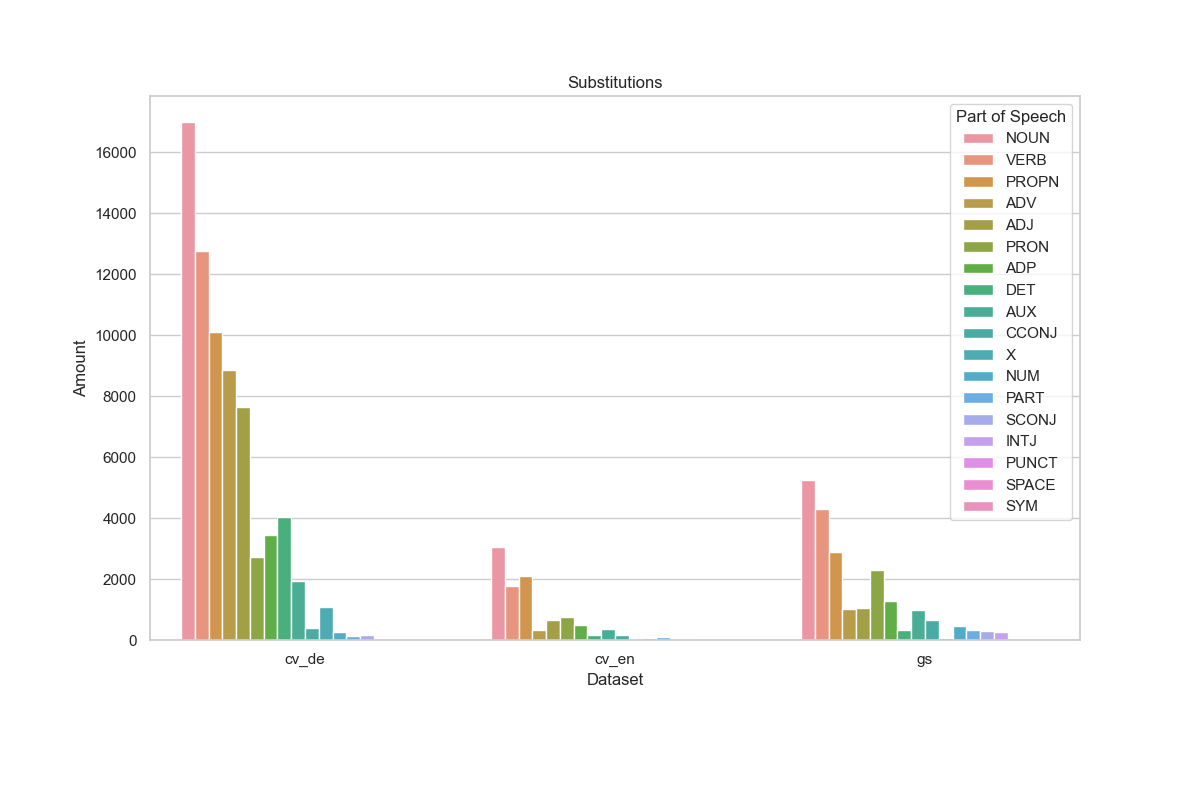 Substitutions
Amount
16000
14000
12000
10000
8000
6000
4000
2000
0
cv_de
cv_en
gs
Dataset
Part of Speech
NOUN
VERB
PROPN
ADV
ADJ
PRON
ADP
DET
AUX
CCONJ
X
NUM
PART
SCONJ
INTJ
PUNCT
SPACE
SYM